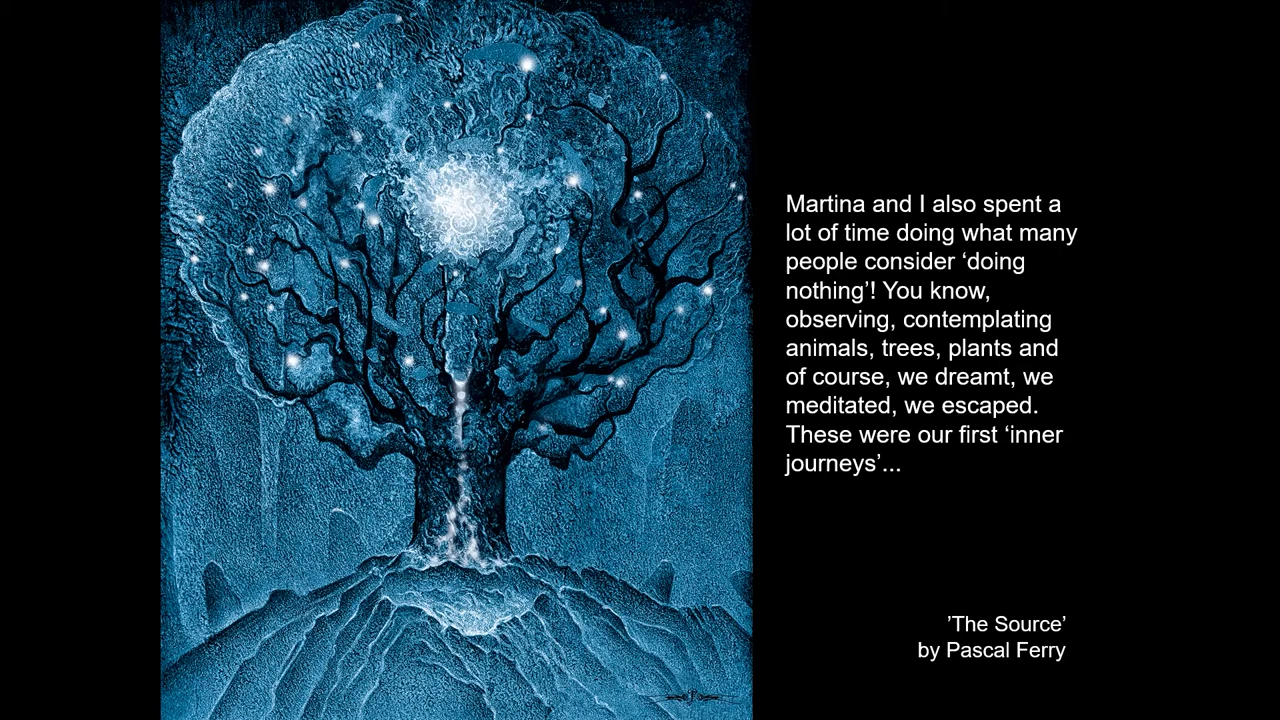 Martina and I also spent a
lot of time doing what many
people consider ‘doing
nothing’! You know,
observing, contemplating
animals, trees, plants and
of course, we dreamt, we
meditated, we escaped.
These were our first ‘inner
journeys’...
’The Source’
by Pascal Ferry